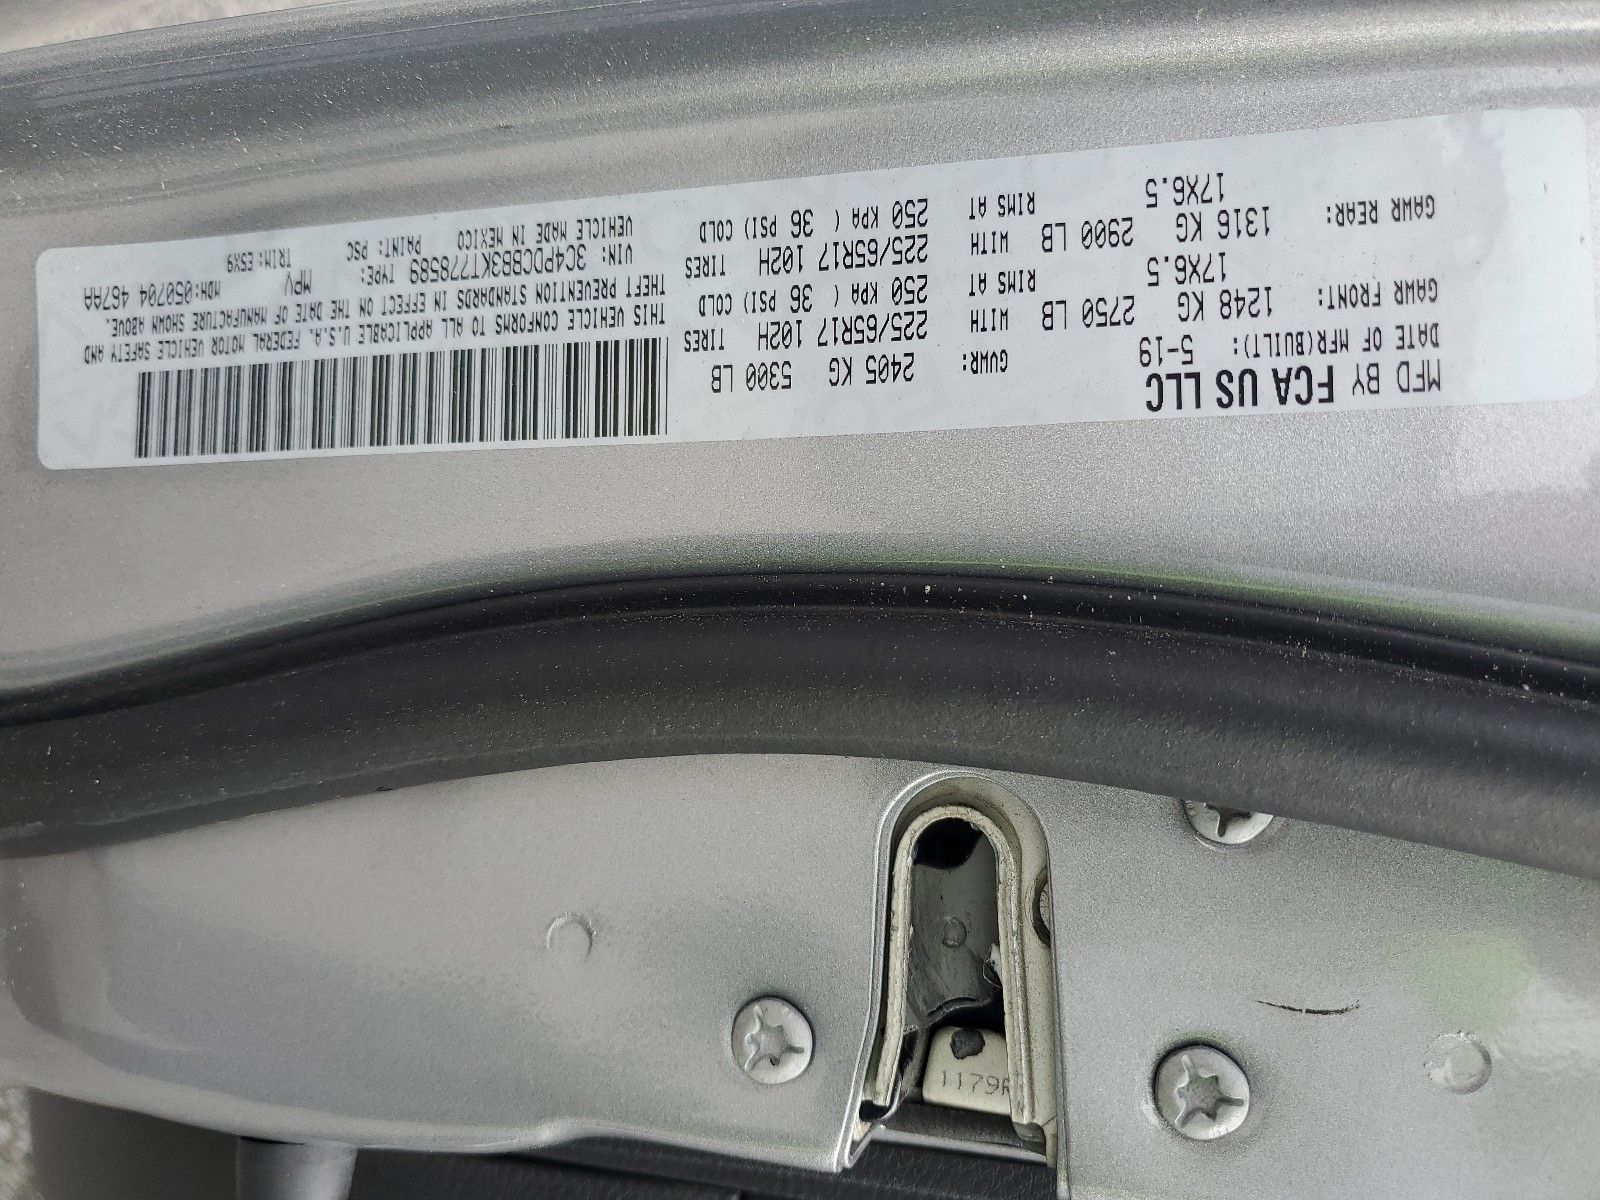 MFD BY FCA US LLC
DATE OF MFR(BUILT): 5-19
GAWR FRONT:
1248 KG 2750 LB
17X6.5
GAWR REAR:
1316 KG 2900 LB
17X6.5
GVWR: 2405 KG 5300 LB
WITH 225/65R17 102H TIRES
RIMS AT 250 KPA ( 36 PSI) COLD
WITH 225/65R17 102H TIRES
RIMS AT 250 KPA ( 36 PSI) COLD
THIS VEHICLE CONFORMS TO ALL APPLICABLE U.S.A. FEDERAL MOTOR VEHICLE SAFETY AND
THEFT PREVENTION STANDARDS IN EFFECT ON THE DATE OF MANUFACTURE SHOWN ABOVE.
VIN: 3C4PDCBB3KT778589 TYPE: MPV MDH:050704 467AA
VEHICLE MADE IN MEXICO PAINT: PSC TRIM: E5X9
1179R